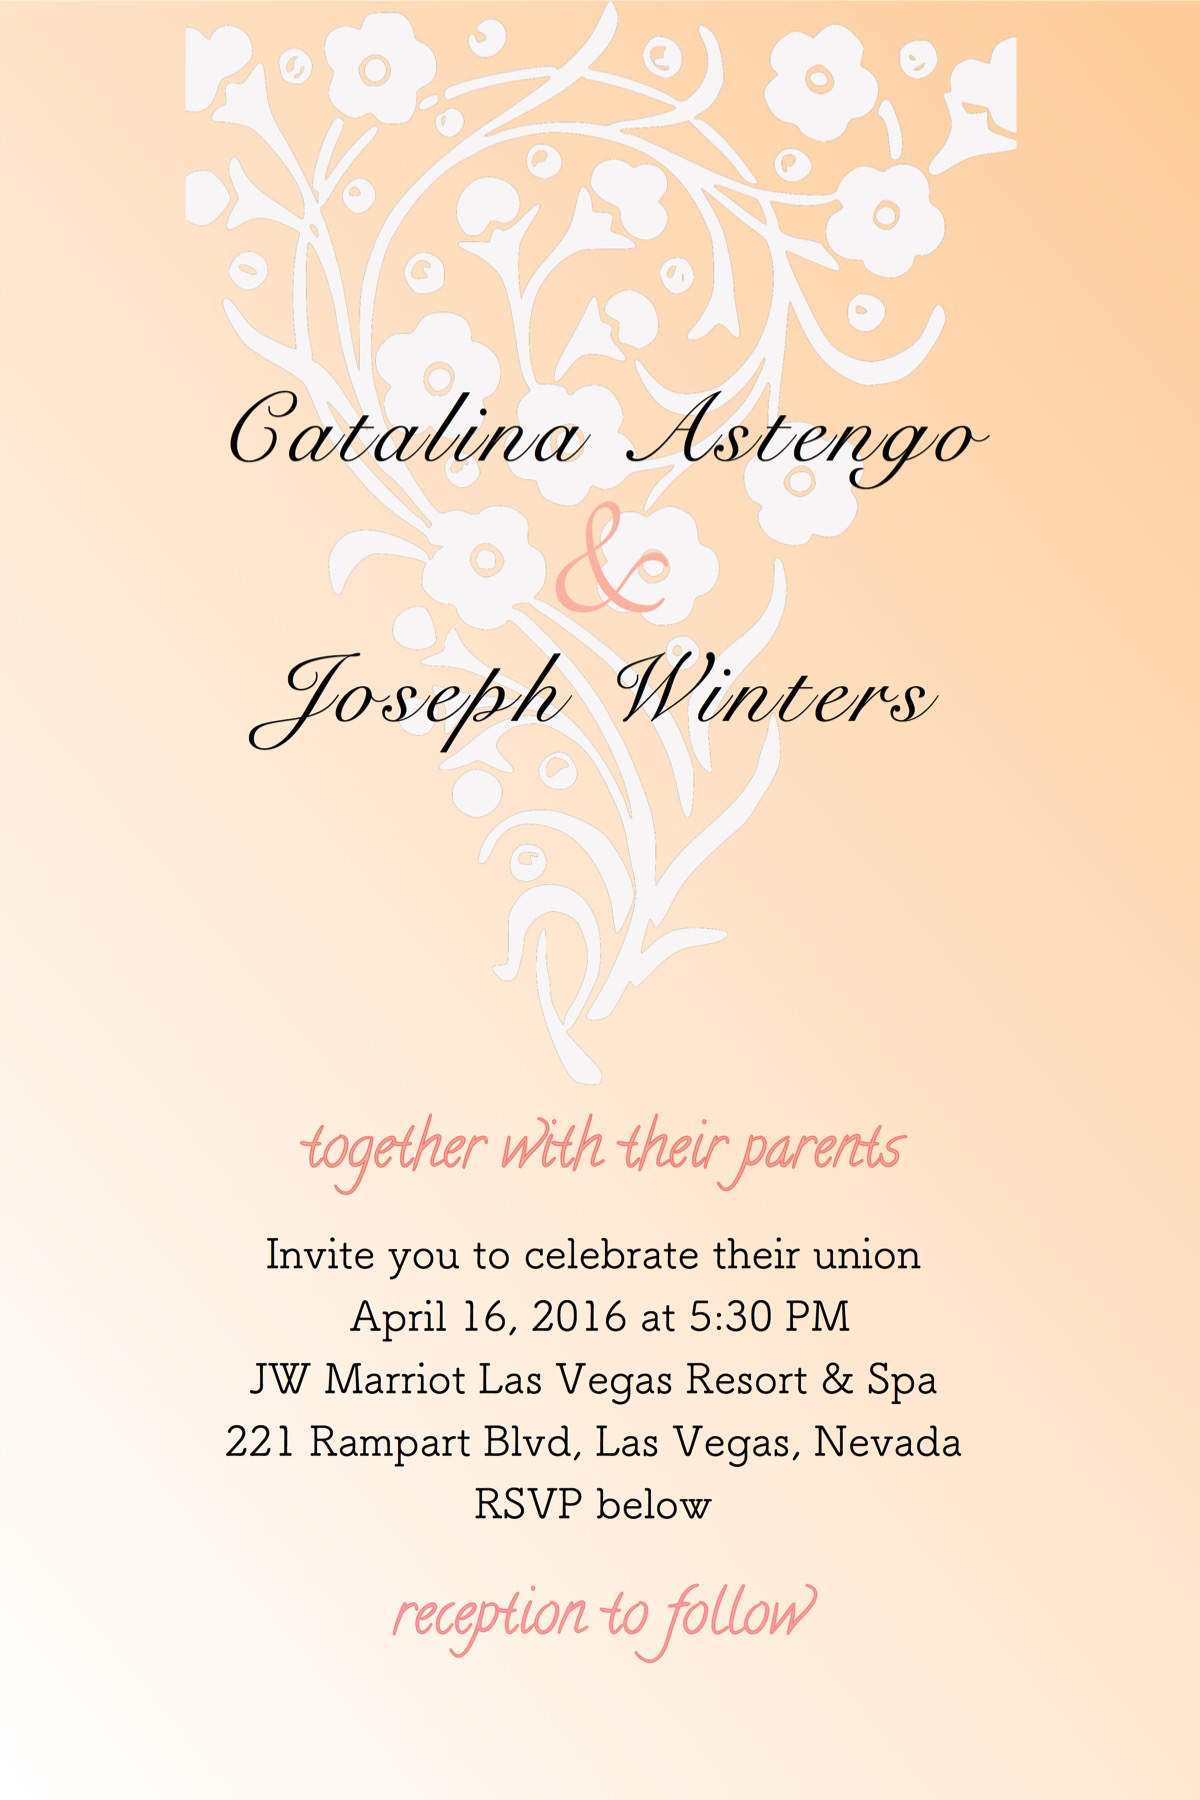 Catalina Astengo
&
Joseph Winters
together with their parents
Invite you to celebrate their union
April 16, 2016 at 5:30 PM
JW Marriot Las Vegas Resort & Spa
221 Rampart Blvd, Las Vegas, Nevada
RSVP below
reception to follow